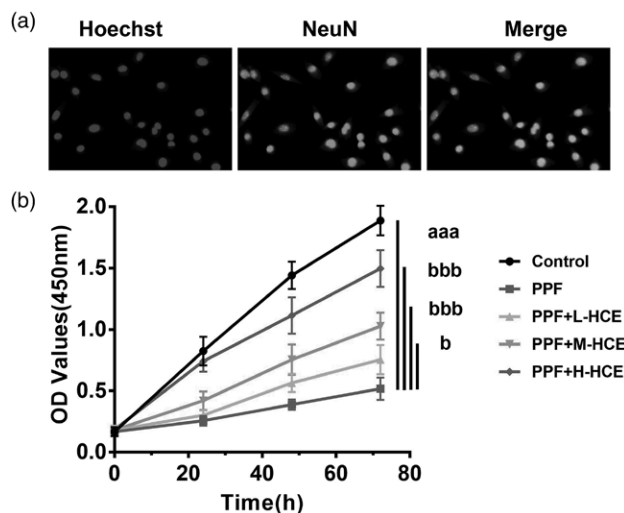 (a)
Hoechst NeuN Merge
(b)
OD Values(450nm)
2.0
1.5
1.0
0.5
0.0
0 20 40 60 80
Time(h)
aaa
bbb
bbb
b
Control
PPF
PPF+L-HCE
PPF+M-HCE
PPF+H-HCE